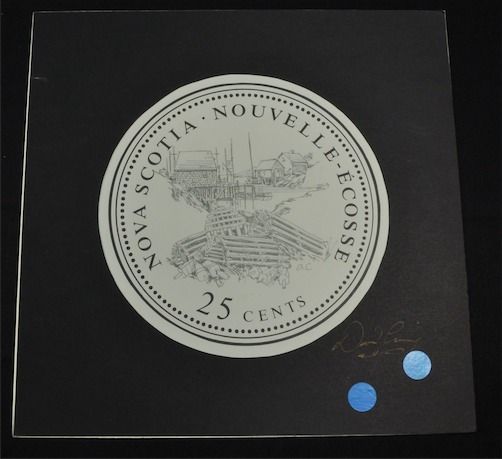 NOVA SCOTIA · NOUVELLE-ÉCOSSE
25 CENTS